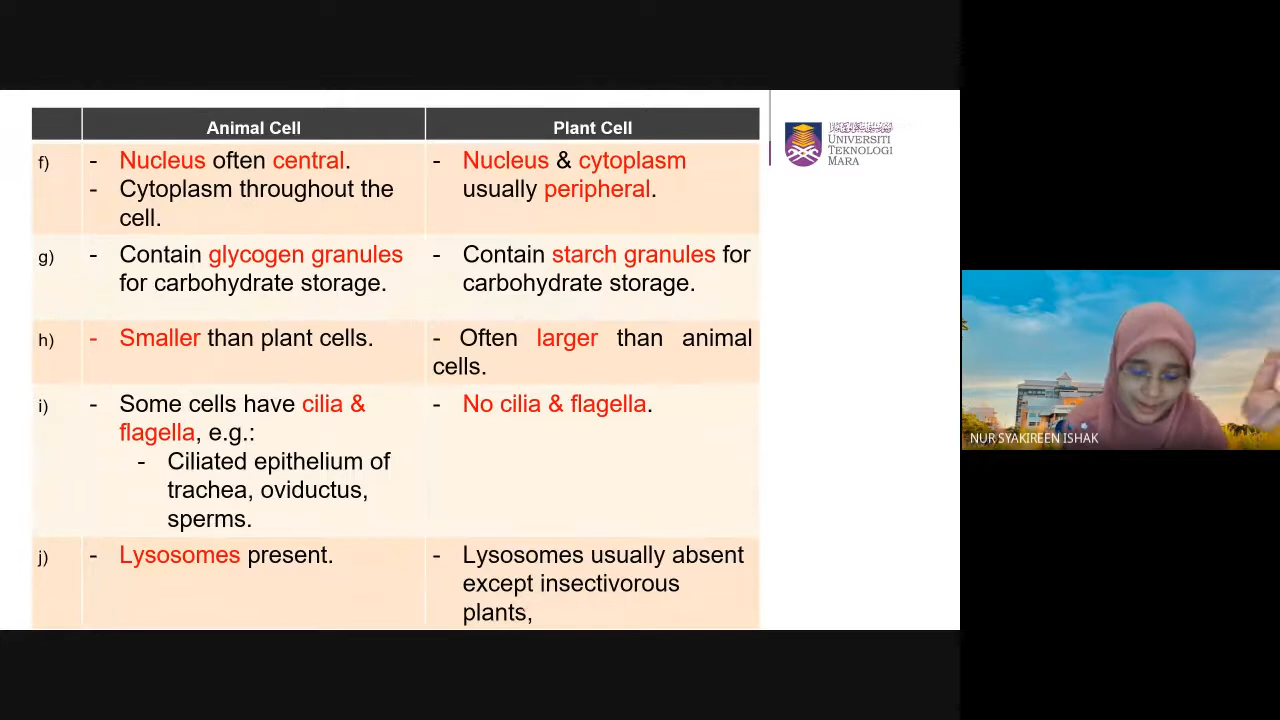 Animal Cell
Plant Cell
f)
- Nucleus often central.
- Cytoplasm throughout the
cell.
- Nucleus & cytoplasm
usually peripheral.
g)
- Contain glycogen granules
for carbohydrate storage.
- Contain starch granules for
carbohydrate storage.
h)
- Smaller than plant cells.
- Often larger than animal
cells.
i)
- Some cells have cilia &
flagella, e.g.:
- Ciliated epithelium of
trachea, oviductus,
sperms.
- No cilia & flagella.
j)
- Lysosomes present.
- Lysosomes usually absent
except insectivorous
plants,
UNIVERSITI
TEKNOLOGI
MARA
NUR SYAKIREEN ISHAK